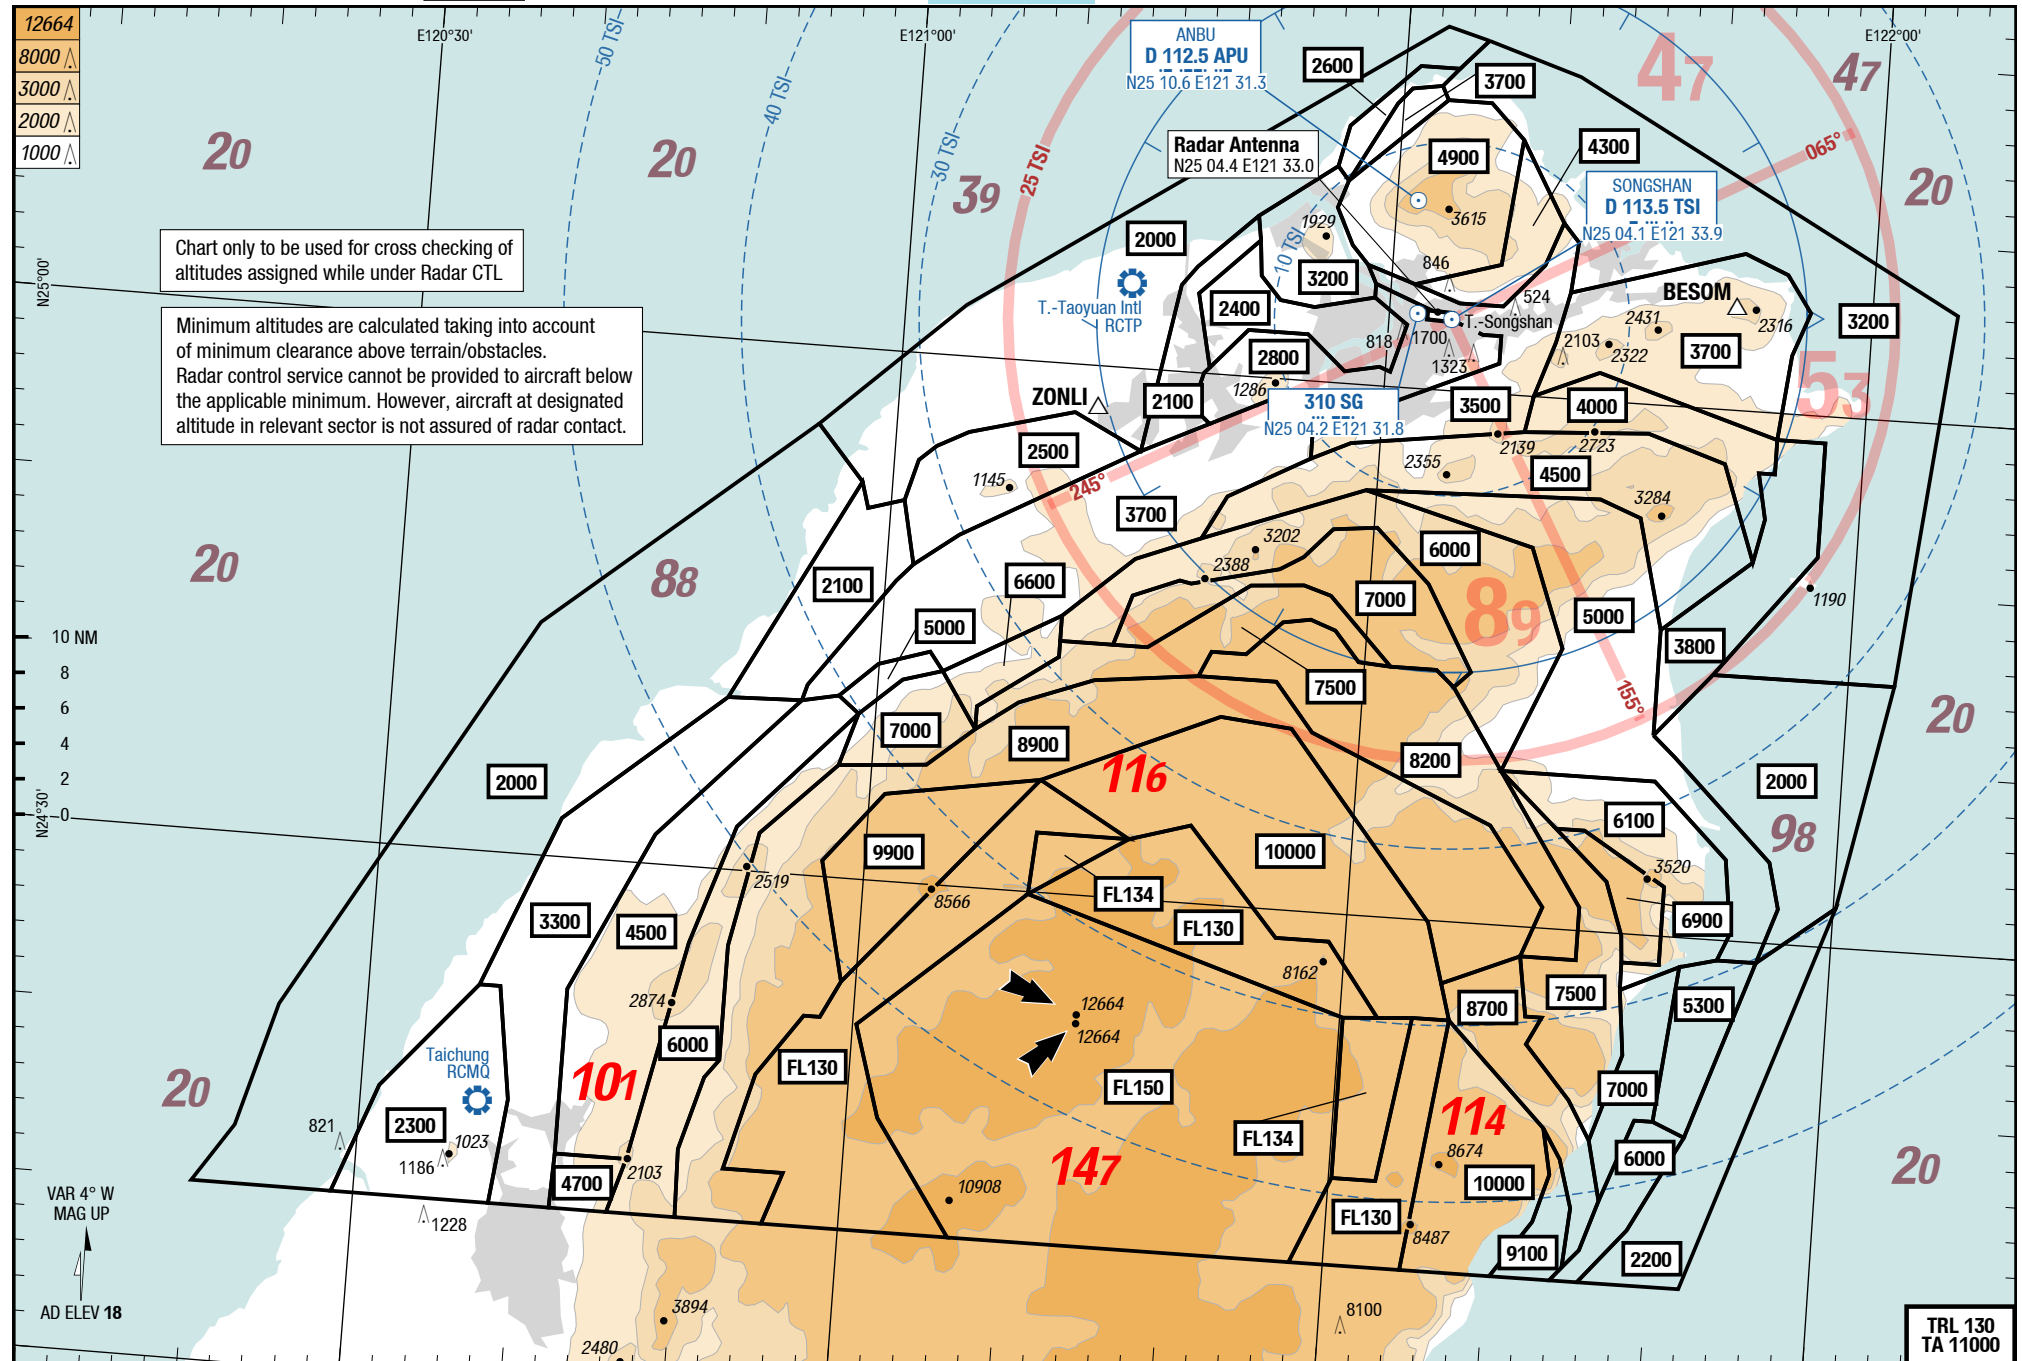 12664
8000
3000
2000
1000
E120°30'
E121°00'
E122°00'
50 TSI
40 TSI
30 TSI
25 TSI
10 TSI
ANBU
D 112.5 APU
N25 10.6 E121 31.3
2600
3700
47
47
Radar Antenna
N25 04.4 E121 33.0
4900
4300
065°
20
20
39
SONGSHAN
D 113.5 TSI
N25 04.1 E121 33.9
20
3615
1929
Chart only to be used for cross checking of
altitudes assigned while under Radar CTL
2000
846
3200
N25°00'
T.-Taoyuan Intl
RCTP
2400
524
BESOM
2431
2316
3200
T.-Songshan
Minimum altitudes are calculated taking into account
of minimum clearance above terrain/obstacles.
Radar control service cannot be provided to aircraft below
the applicable minimum. However, aircraft at designated
altitude in relevant sector is not assured of radar contact.
818
1700
1323
2103
2322
3700
2800
1286
53
ZONLI
2100
310 SG
N25 04.2 E121 31.8
3500
4000
2500
2139
2723
1145
2355
4500
245°
3284
3700
3202
6000
20
88
2388
2100
6600
7000
89
1190
5000
5000
10 NM
8
6
4
2
0
3800
7500
155°
20
7000
8900
8200
116
2000
2000
N24°30'
6100
98
9900
10000
2519
3520
FL134
8566
3300
4500
FL130
6900
8162
2874
12664
12664
8700
7500
5300
6000
Taichung
RCMQ
FL130
101
FL150
7000
20
114
821
2300
1023
1186
FL134
8674
6000
147
2103
4700
10908
10000
20
VAR 4° W
MAG UP
1228
FL130
8487
9100
2200
AD ELEV 18
3894
8100
2480
TRL 130
TA 11000